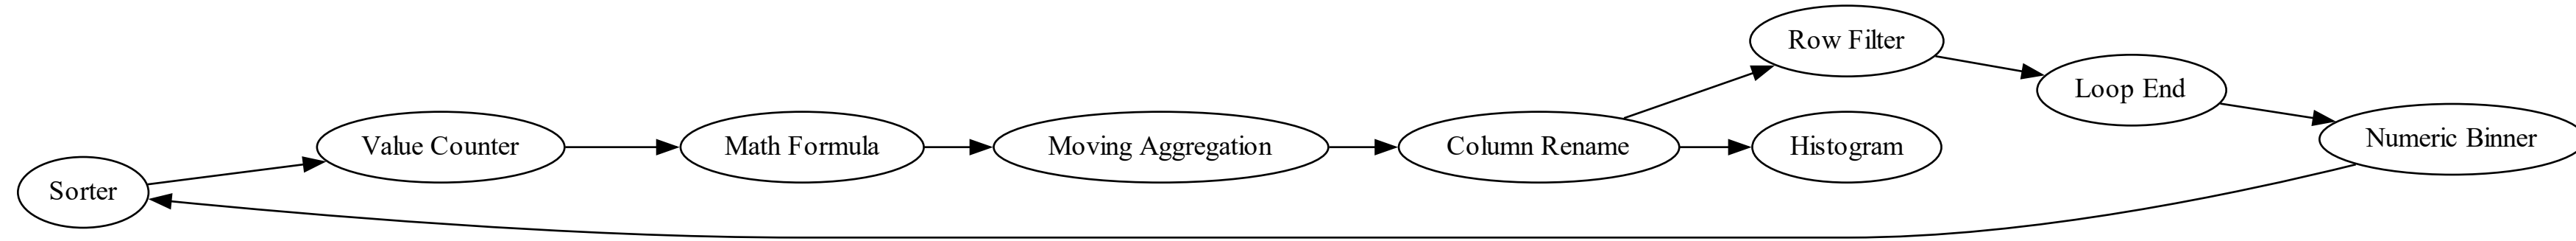 Sorter
Value Counter
Math Formula
Moving Aggregation
Column Rename
Row Filter
Histogram
Loop End
Numeric Binner